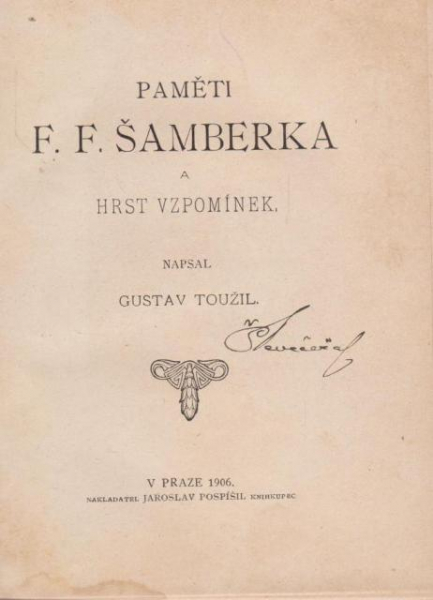 PAMĚTI
F. F. ŠAMBERKA
A
HRST VZPOMÍNEK.
NAPSAL
GUSTAV TOUŽIL.
V PRAZE 1906.
NAKLADATEL JAROSLAV POSPÍŠIL KNIHKUPEC